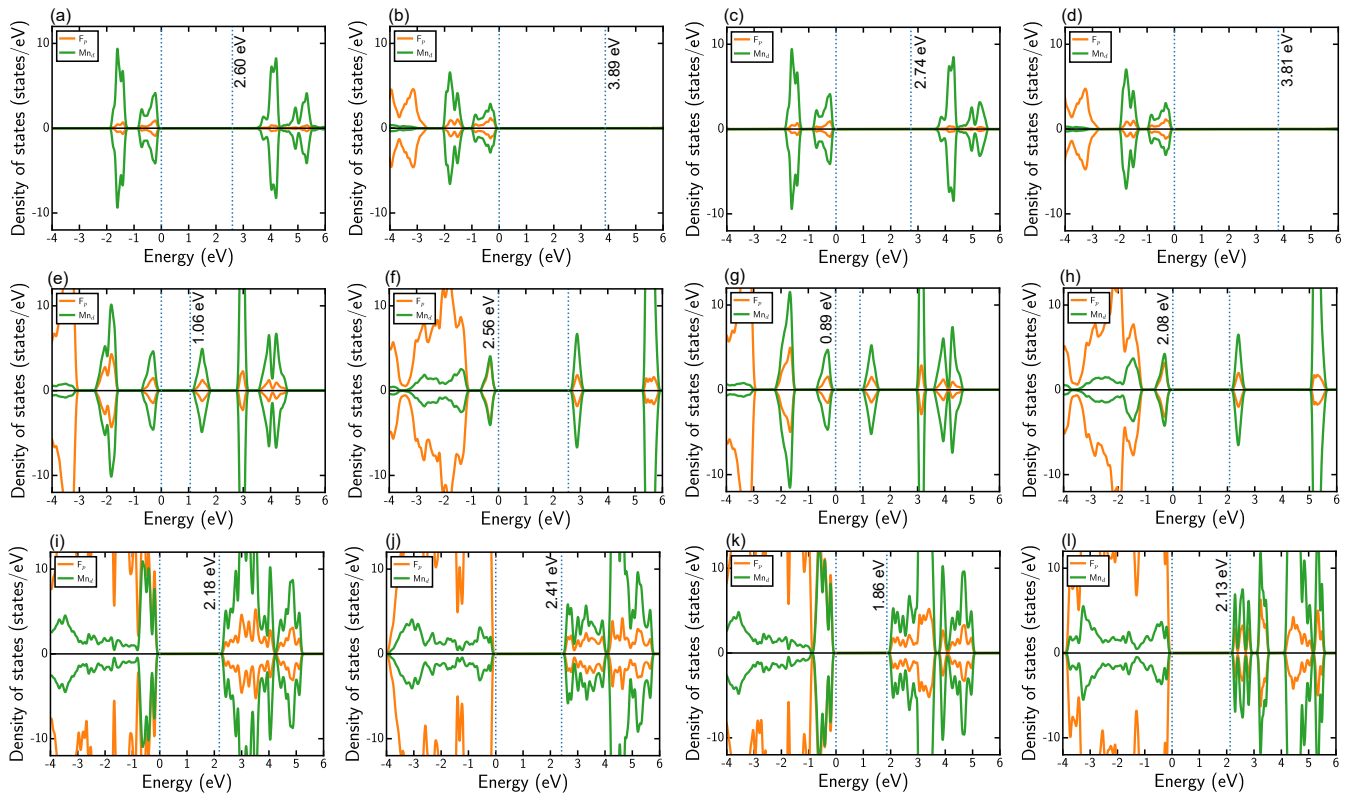 (a)
Density of states (states/eV)
10
0
-10
F_p
Mn_d
2.60 eV
-4 -3 -2 -1 0 1 2 3 4 5 6
Energy (eV)
(b)
Density of states (states/eV)
10
0
-10
F_p
Mn_d
3.89 eV
-4 -3 -2 -1 0 1 2 3 4 5 6
Energy (eV)
(c)
Density of states (states/eV)
10
0
-10
F_p
Mn_d
2.74 eV
-4 -3 -2 -1 0 1 2 3 4 5 6
Energy (eV)
(d)
Density of states (states/eV)
10
0
-10
F_p
Mn_d
3.81 eV
-4 -3 -2 -1 0 1 2 3 4 5 6
Energy (eV)
(e)
Density of states (states/eV)
10
0
-10
F_p
Mn_d
1.06 eV
-4 -3 -2 -1 0 1 2 3 4 5 6
Energy (eV)
(f)
Density of states (states/eV)
10
0
-10
F_p
Mn_d
2.56 eV
-4 -3 -2 -1 0 1 2 3 4 5 6
Energy (eV)
(g)
Density of states (states/eV)
10
0
-10
F_p
Mn_d
0.89 eV
-4 -3 -2 -1 0 1 2 3 4 5 6
Energy (eV)
(h)
Density of states (states/eV)
10
0
-10
F_p
Mn_d
2.08 eV
-4 -3 -2 -1 0 1 2 3 4 5 6
Energy (eV)
(i)
Density of states (states/eV)
10
0
-10
F_p
Mn_d
2.18 eV
-4 -3 -2 -1 0 1 2 3 4 5 6
Energy (eV)
(j)
Density of states (states/eV)
10
0
-10
F_p
Mn_d
2.41 eV
-4 -3 -2 -1 0 1 2 3 4 5 6
Energy (eV)
(k)
Density of states (states/eV)
10
0
-10
F_p
Mn_d
1.86 eV
-4 -3 -2 -1 0 1 2 3 4 5 6
Energy (eV)
(l)
Density of states (states/eV)
10
0
-10
F_p
Mn_d
2.13 eV
-4 -3 -2 -1 0 1 2 3 4 5 6
Energy (eV)